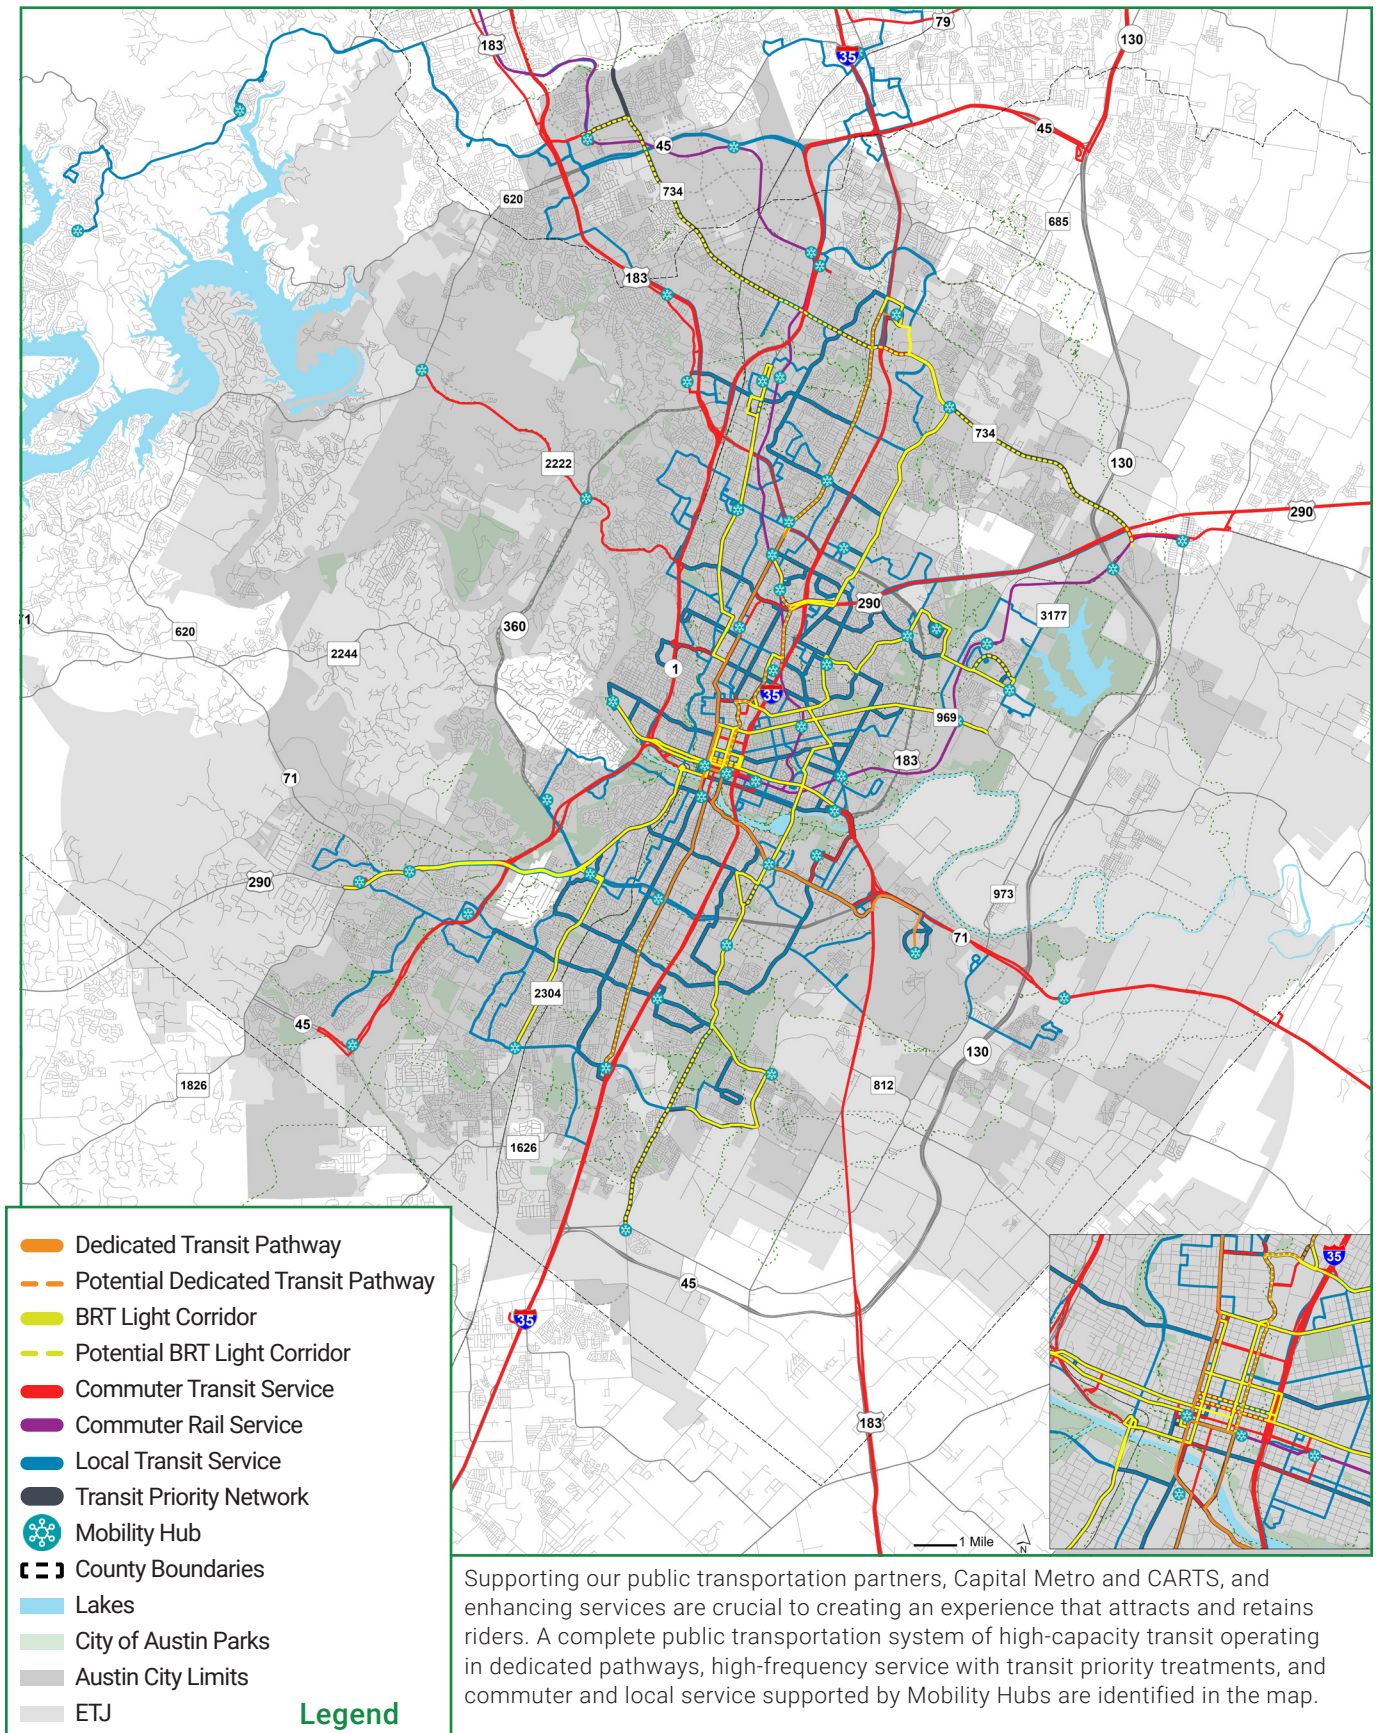 183
79
35
130
45
45
734
620
685
183
734
2222
130
290
290
3177
71
620
360
2244
1
35
969
183
71
290
973
71
2304
45
130
812
1826
1626
45
35
183
35
1 Mile
N
Dedicated Transit Pathway
Potential Dedicated Transit Pathway
BRT Light Corridor
Potential BRT Light Corridor
Commuter Transit Service
Commuter Rail Service
Local Transit Service
Transit Priority Network
Mobility Hub
County Boundaries
Lakes
City of Austin Parks
Austin City Limits
ETJ
Legend
Supporting our public transportation partners, Capital Metro and CARTS, and
enhancing services are crucial to creating an experience that attracts and retains
riders. A complete public transportation system of high-capacity transit operating
in dedicated pathways, high-frequency service with transit priority treatments, and
commuter and local service supported by Mobility Hubs are identified in the map.